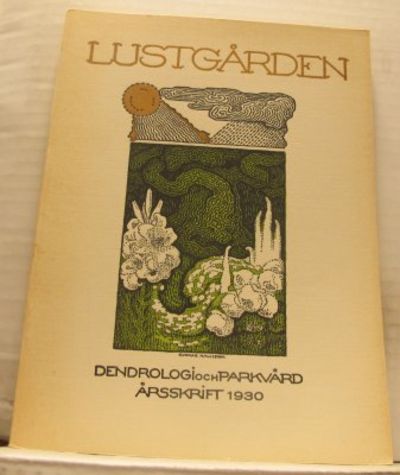 LUSTGÅRDEN
DENDROLOGI OCH PARKVÅRD
ÅRSSKRIFT 1930